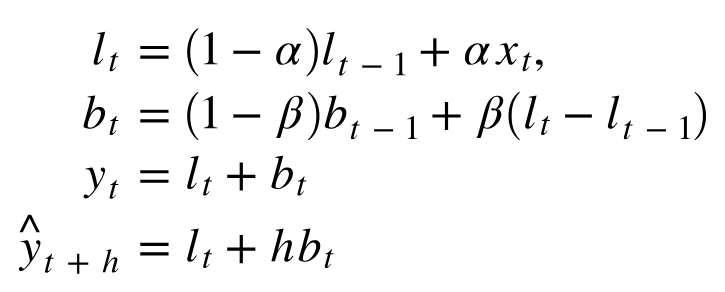 l_t = (1 − α)l_{t − 1} + αx_t,
b_t = (1 − β)b_{t − 1} + β(l_t − l_{t − 1})
y_t = l_t + b_t
ŷ_{t + h} = l_t + hb_t